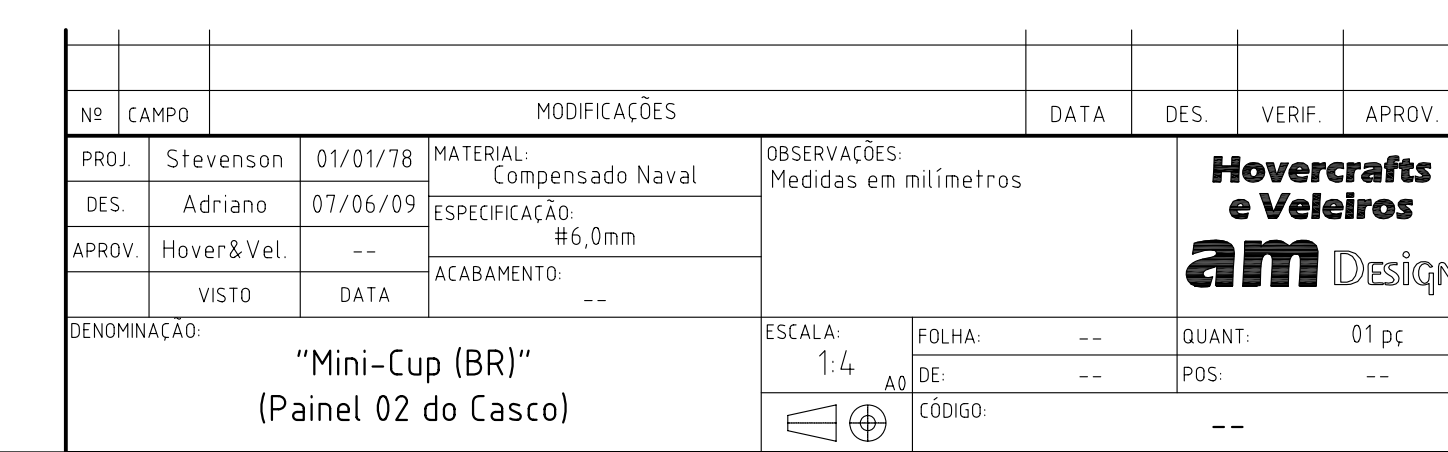 Nº CAMPO MODIFICAÇÕES DATA DES. VERIF. APROV.
PROJ. Stevenson 01/01/78
DES. Adriano 07/06/09
APROV. Hover&Vel. --
VISTO DATA
MATERIAL:
Compensado Naval
ESPECIFICAÇÃO:
#6,0mm
ACABAMENTO:
--
OBSERVAÇÕES:
Medidas em milímetros
Hovercrafts
e Veleiros
am Design
DENOMINAÇÃO:
"Mini-Cup (BR)"
(Painel 02 do Casco)
ESCALA:
1:4
A0
FOLHA: --
DE: --
QUANT: 01 pç
POS: --
CÓDIGO:
--